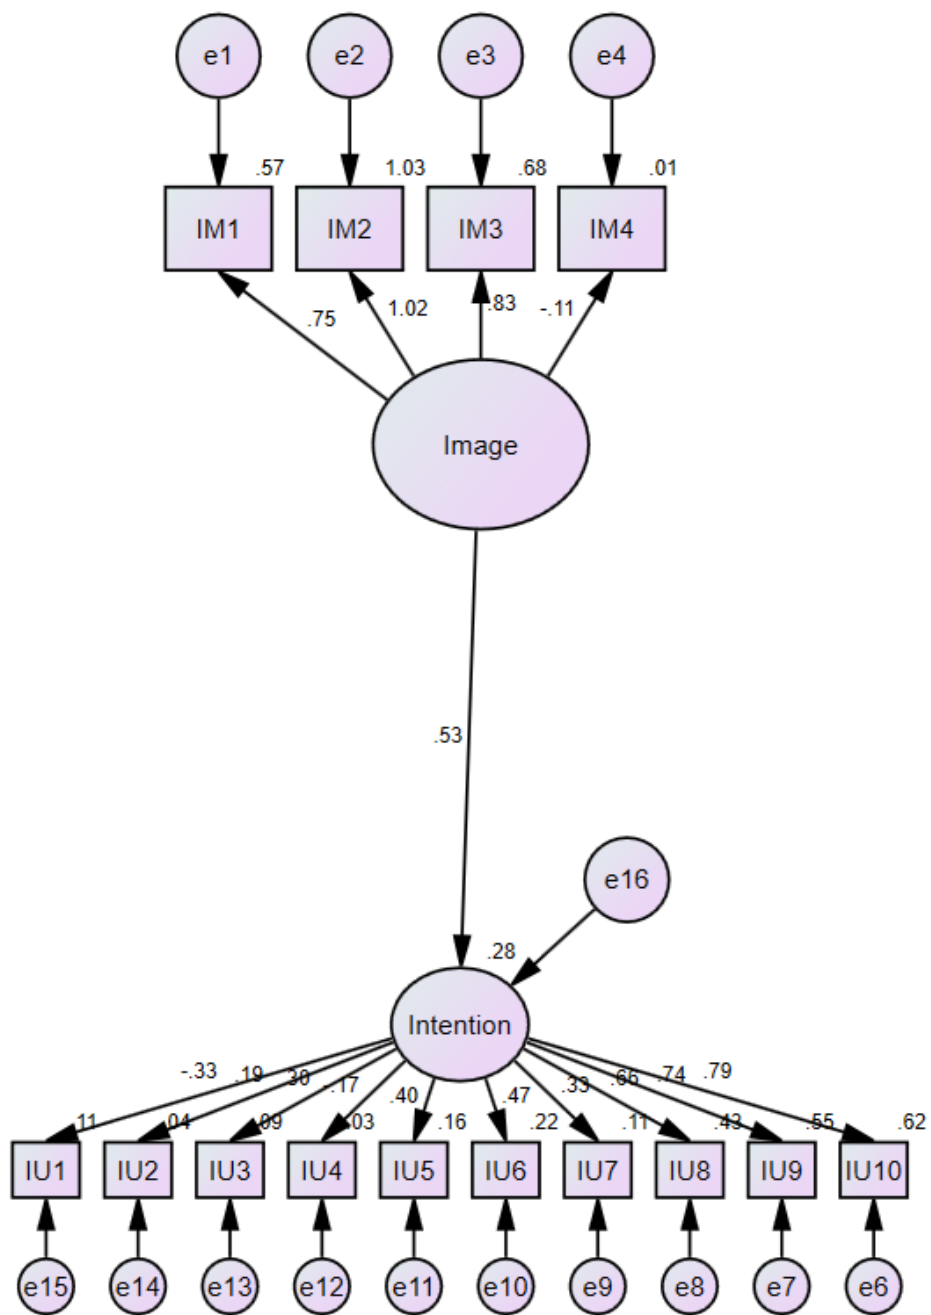 e1 e2 e3 e4
.57 1.03 .68 .01
IM1 IM2 IM3 IM4
.75 1.02 .83 -.11
Image
.53
e16
.28
Intention
-.33 .19 .30 -.17 .40 .47 .33 .66 .74 .79
.11 .04 .09 .03 .16 .22 .11 .43 .55 .62
IU1 IU2 IU3 IU4 IU5 IU6 IU7 IU8 IU9 IU10
e15 e14 e13 e12 e11 e10 e9 e8 e7 e6